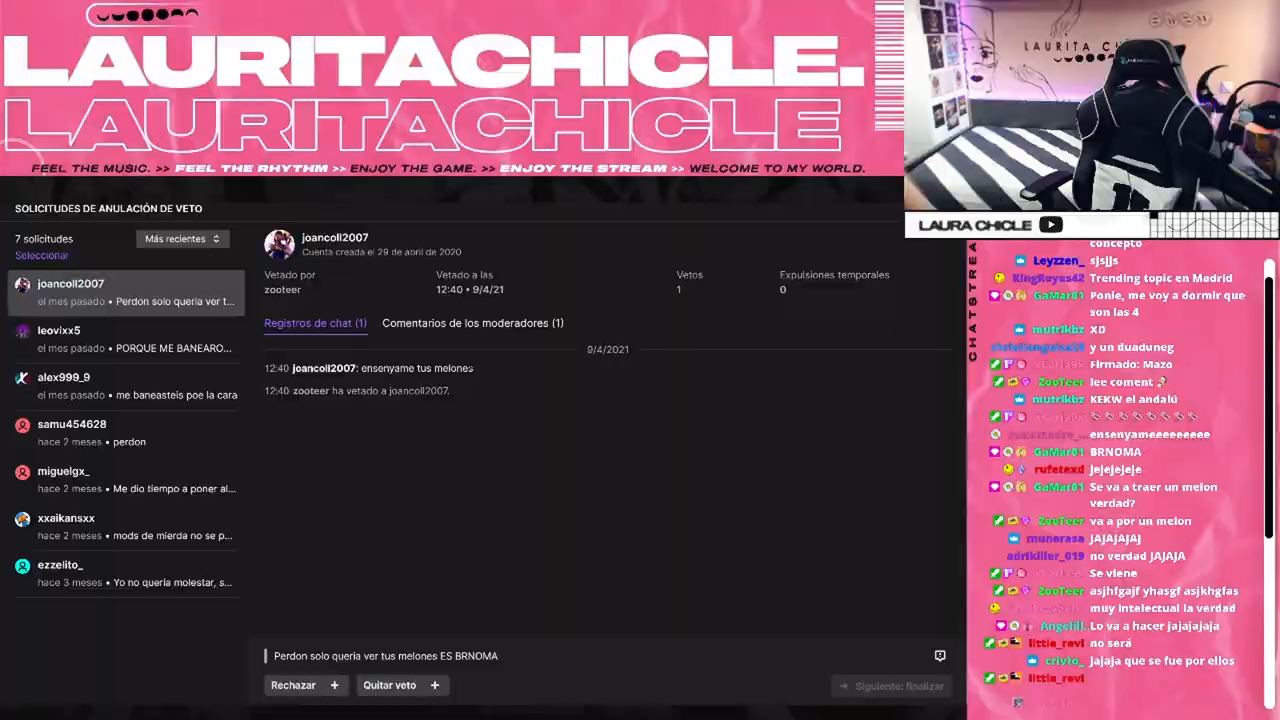 LAURITACHICLE.
LAURITACHICLE
FEEL THE MUSIC. >> FEEL THE RHYTHM >> ENJOY THE GAME. >> ENJOY THE STREAM >> WELCOME TO MY WORLD.
LAURA CHICLE
SOLICITUDES DE ANULACIÓN DE VETO
7 solicitudes
Más recientes
Seleccionar
joancoll2007
el mes pasado • Perdon solo queria ver t...
leovixx5
el mes pasado • PORQUE ME BANEARO...
alex999_9
el mes pasado • me baneasteis poe la cara
samu454628
hace 2 meses • perdon
miguelgx_
hace 2 meses • Me dio tiempo a poner al...
xxaikansxx
hace 2 meses • mods de mierda no se p...
ezzelito_
hace 3 meses • Yo no queria molestar, s...
joancoll2007
Cuenta creada el 29 de abril de 2020
Vetado por
zooteer
Vetado a las
12:40 • 9/4/21
Vetos
1
Expulsiones temporales
0
Registros de chat (1)
Comentarios de los moderadores (1)
9/4/2021
12:40 joancoll2007: ensenyame tus melones
12:40 zooteer ha vetado a joancoll2007.
Perdon solo queria ver tus melones ES BRNOMA
Rechazar +
Quitar veto +
Siguiente: finalizar
CHATSTREA
concepto
Leyzzen_ sJsJJs
KingReyes42 Trending topic en Madrid
GaMar01 Ponle, me voy a dormir que
son las 4
mutrikbz XD
y un duaduneg
Firmado: Mazo
ZooTeer lee coment
mutrikbz KEKW el andalú
ensenyameeeeeeeee
GaMar01 BRNOMA
rufetexd Jejejejeje
GaMar01 Se va a traer un melon
verdad?
ZooTeer va a por un melon
munorasa JAJAJAJAJ
adrikiller_019 no verdad JAJAJA
Se viene
ZooTeer asjhfgajf yhasgf asjkhgfas
muy intelectual la verdad
Lo va a hacer jajajajaja
little_revi no será
crivto_ Jajaja que se fue por ellos
little_revi